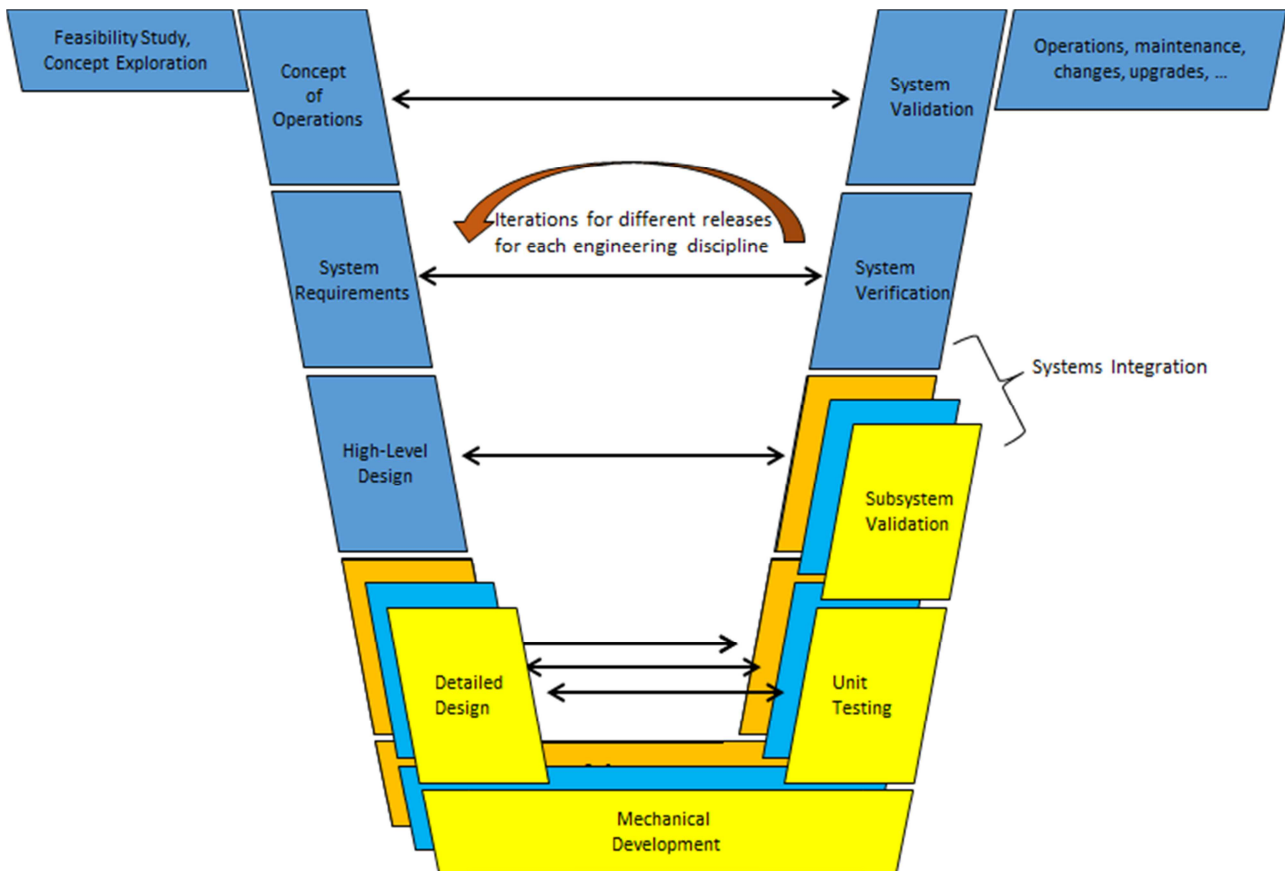 Feasibility Study,
Concept Exploration
Concept
of
Operations
System
Validation
Operations, maintenance,
changes, upgrades, ...
Iterations for different releases
for each engineering discipline
System
Requirements
System
Verification
Systems Integration
High-Level
Design
Subsystem
Validation
Detailed
Design
Unit
Testing
Mechanical
Development